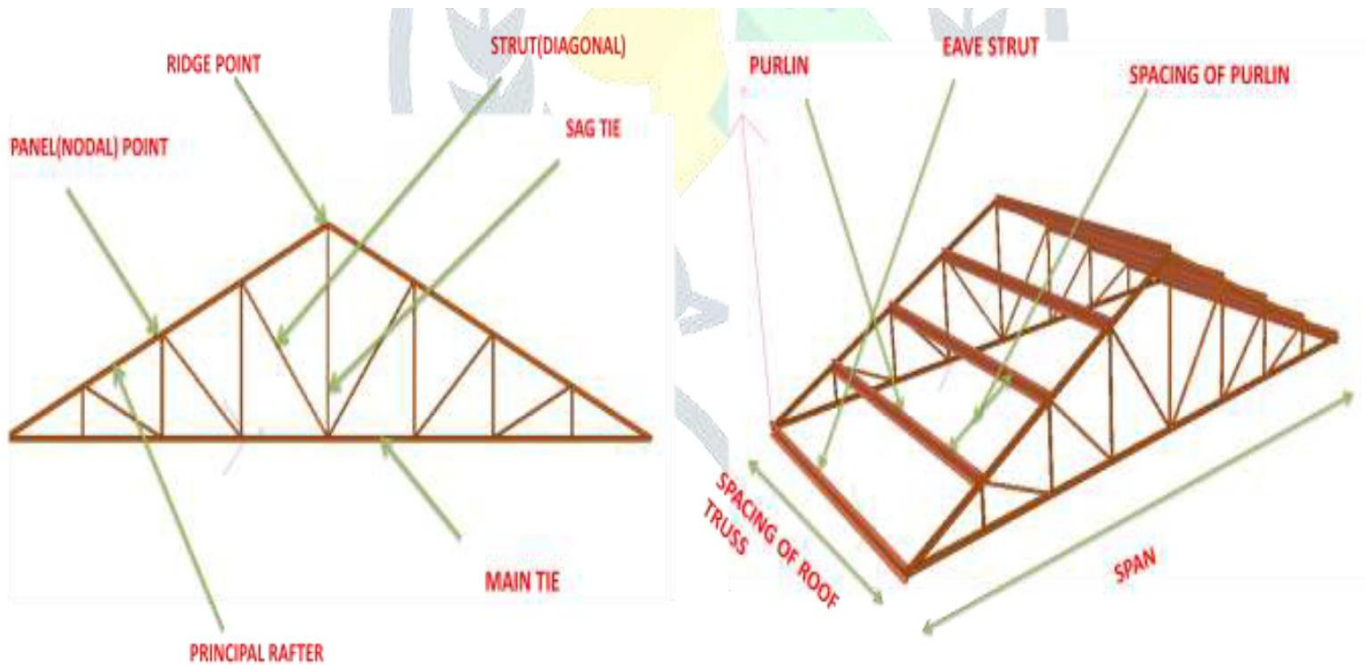 RIDGE POINT
STRUT(DIAGONAL)
SAG TIE
PANEL(NODAL) POINT
MAIN TIE
PRINCIPAL RAFTER
PURLIN
EAVE STRUT
SPACING OF PURLIN
SPACING OF ROOF
TRUSS
SPAN